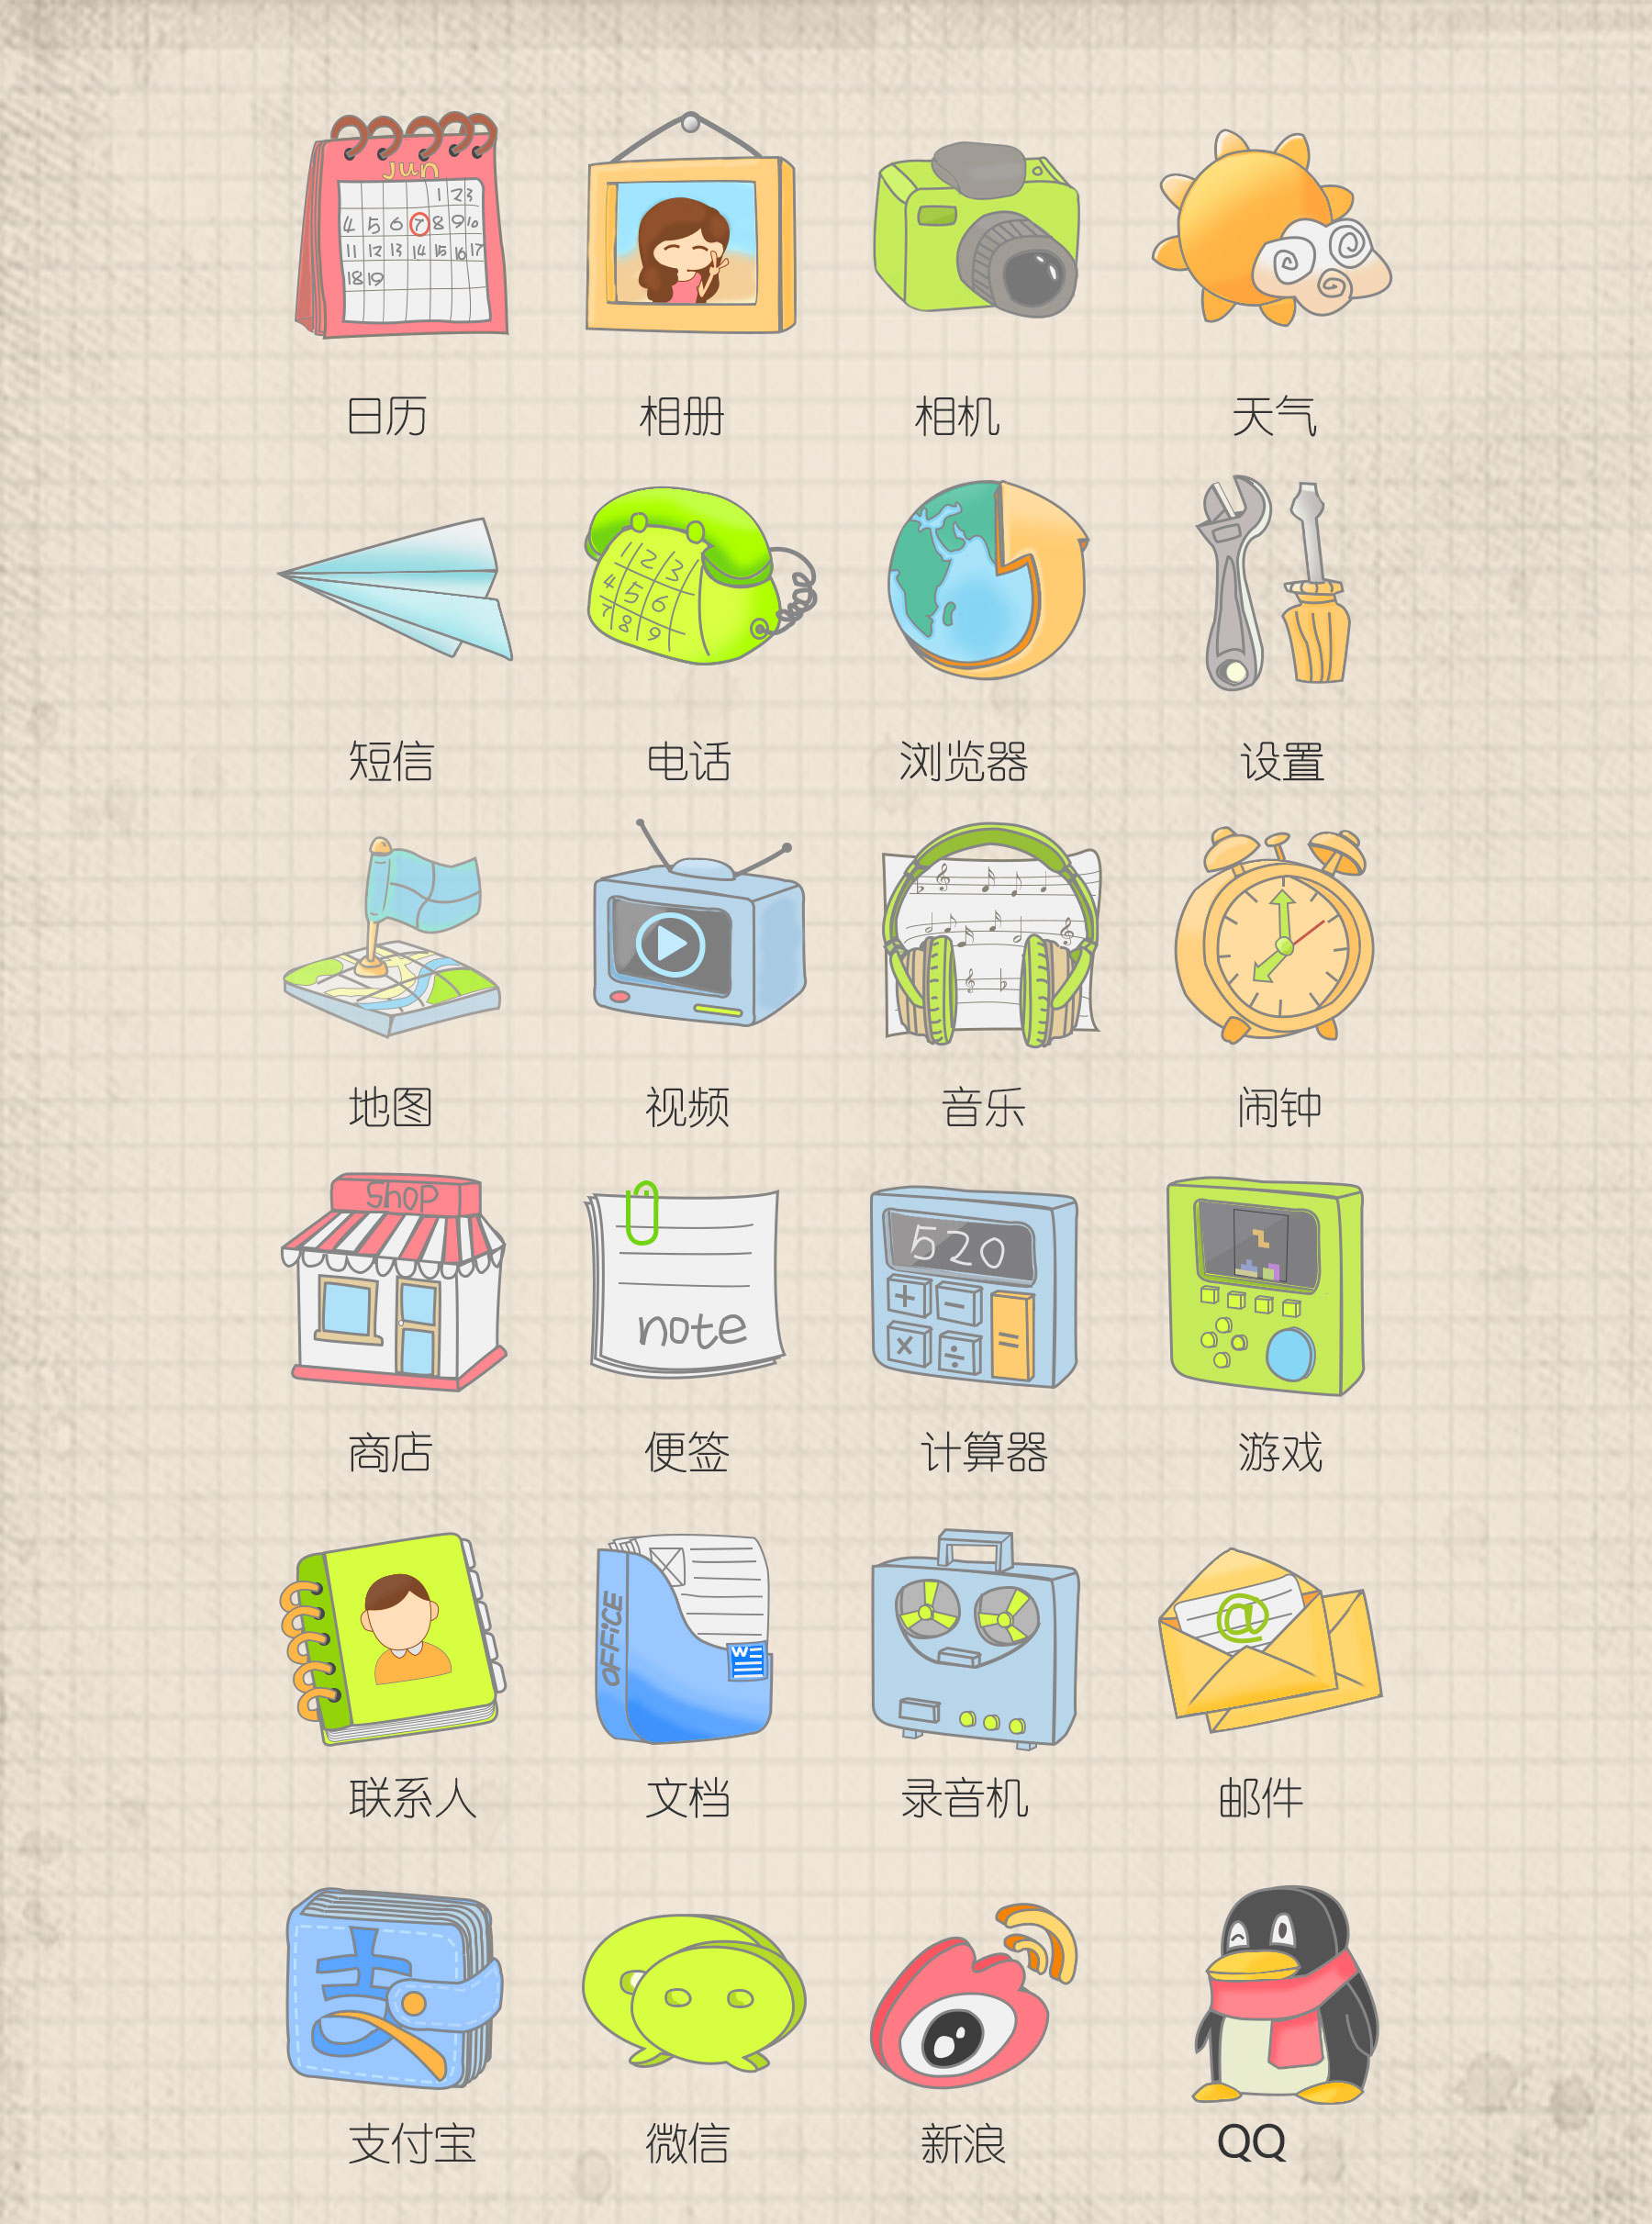 Jun
1 2 3
4 5 6 7 8 9 10
11 12 13 14 15 16 17
18 19
日历 相册 相机 天气
1 2 3
4 5 6
7 8 9
短信 电话 浏览器 设置
地图 视频 音乐 闹钟
Shop
note
520
+ −
× ÷ =
商店 便签 计算器 游戏
OFFiCE
W
@
联系人 文档 录音机 邮件
支
支付宝 微信 新浪 QQ